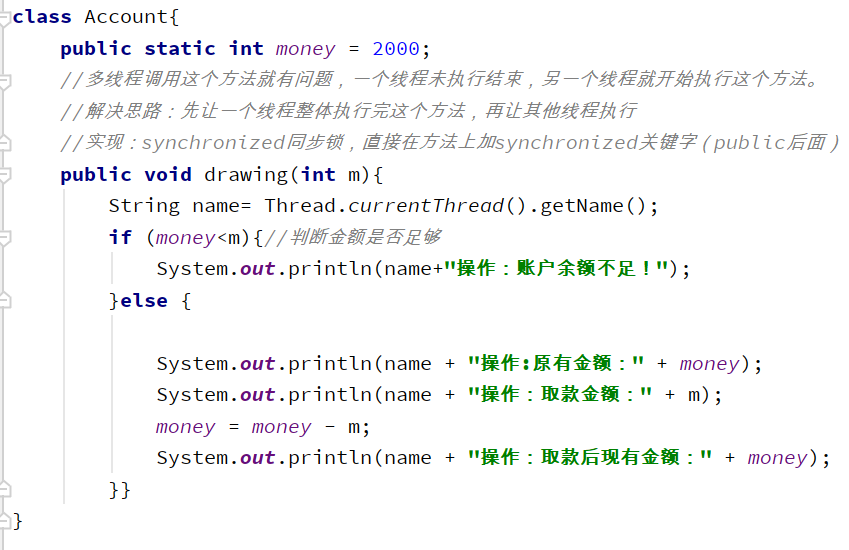 class Account{
public static int money = 2000;
//多线程调用这个方法就有问题，一个线程未执行结束，另一个线程就开始执行这个方法。
//解决思路：先让一个线程整体执行完这个方法，再让其他线程执行
//实现：synchronized同步锁，直接在方法上加synchronized关键字（public后面）
public void drawing(int m){
String name= Thread.currentThread().getName();
if (money<m){//判断金额是否足够
System.out.println(name+"操作：账户余额不足！");
}else {
System.out.println(name + "操作:原有金额：" + money);
System.out.println(name + "操作：取款金额：" + m);
money = money - m;
System.out.println(name + "操作：取款后现有金额：" + money);
}}
}